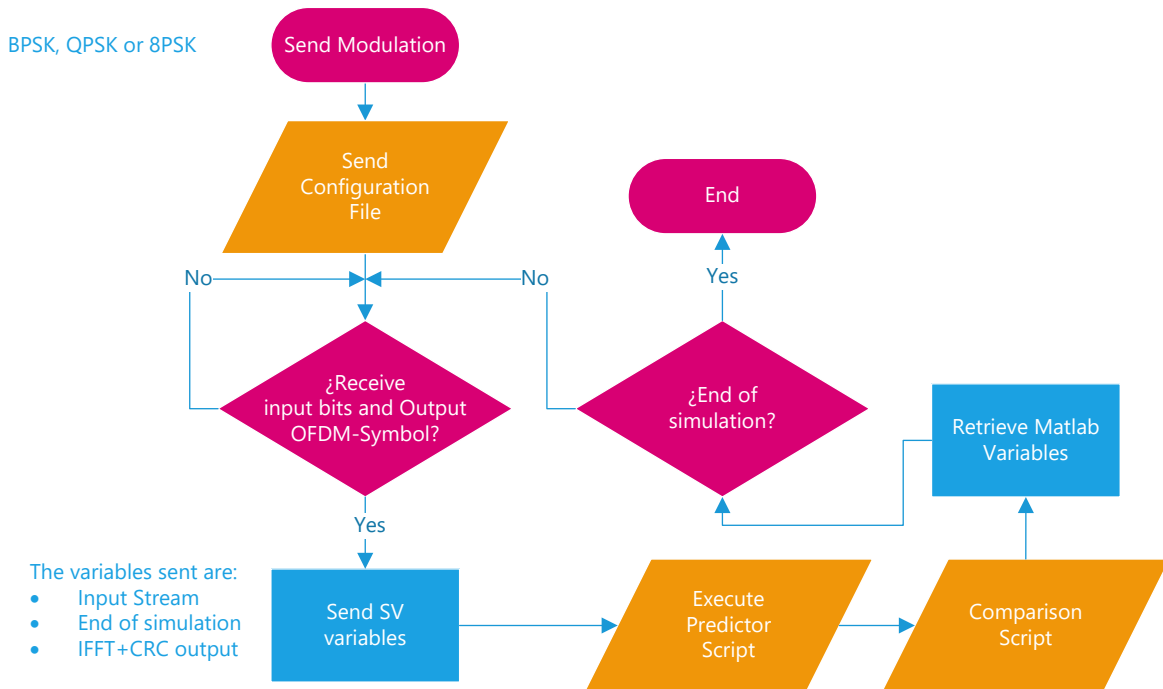 BPSK, QPSK or 8PSK
Send Modulation
Send
Configuration
File
End
No
No
Yes
¿Receive
input bits and Output
OFDM-Symbol?
¿End of
simulation?
Retrieve Matlab
Variables
Yes
The variables sent are:
• Input Stream
• End of simulation
• IFFT+CRC output
Send SV
variables
Execute
Predictor
Script
Comparison
Script